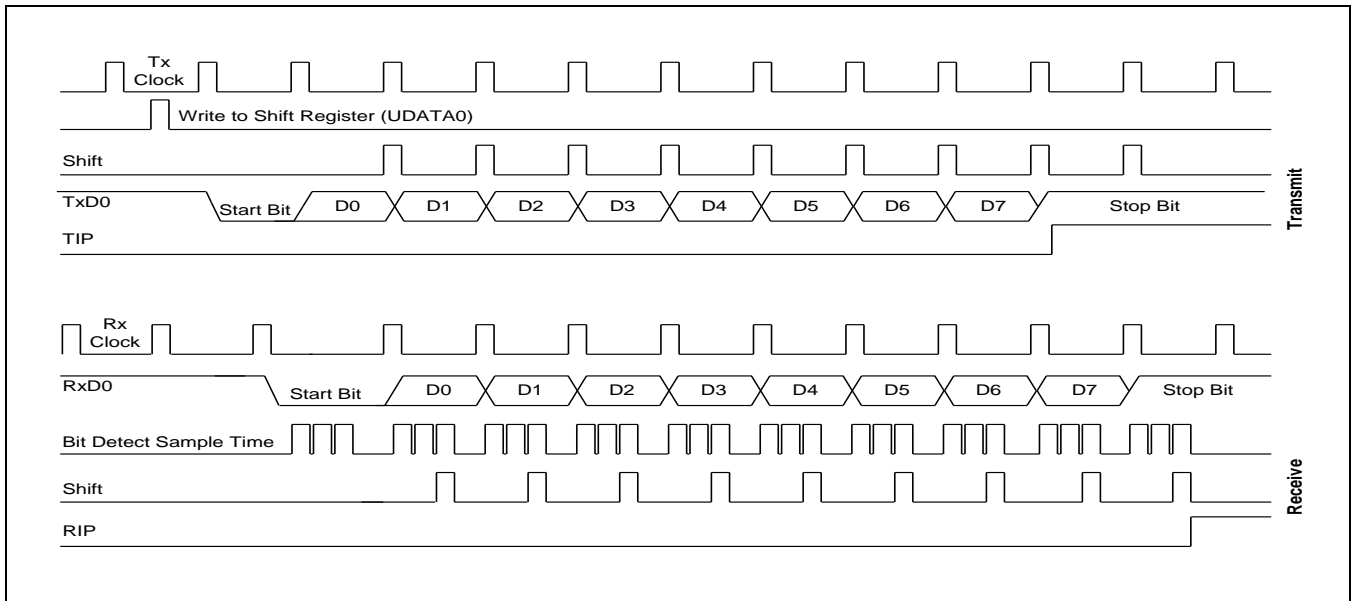 Tx
Clock
Write to Shift Register (UDATA0)
Shift
TxD0
Start Bit
D0
D1
D2
D3
D4
D5
D6
D7
Stop Bit
TIP
Transmit
Rx
Clock
RxD0
Start Bit
D0
D1
D2
D3
D4
D5
D6
D7
Stop Bit
Bit Detect Sample Time
Shift
RIP
Receive